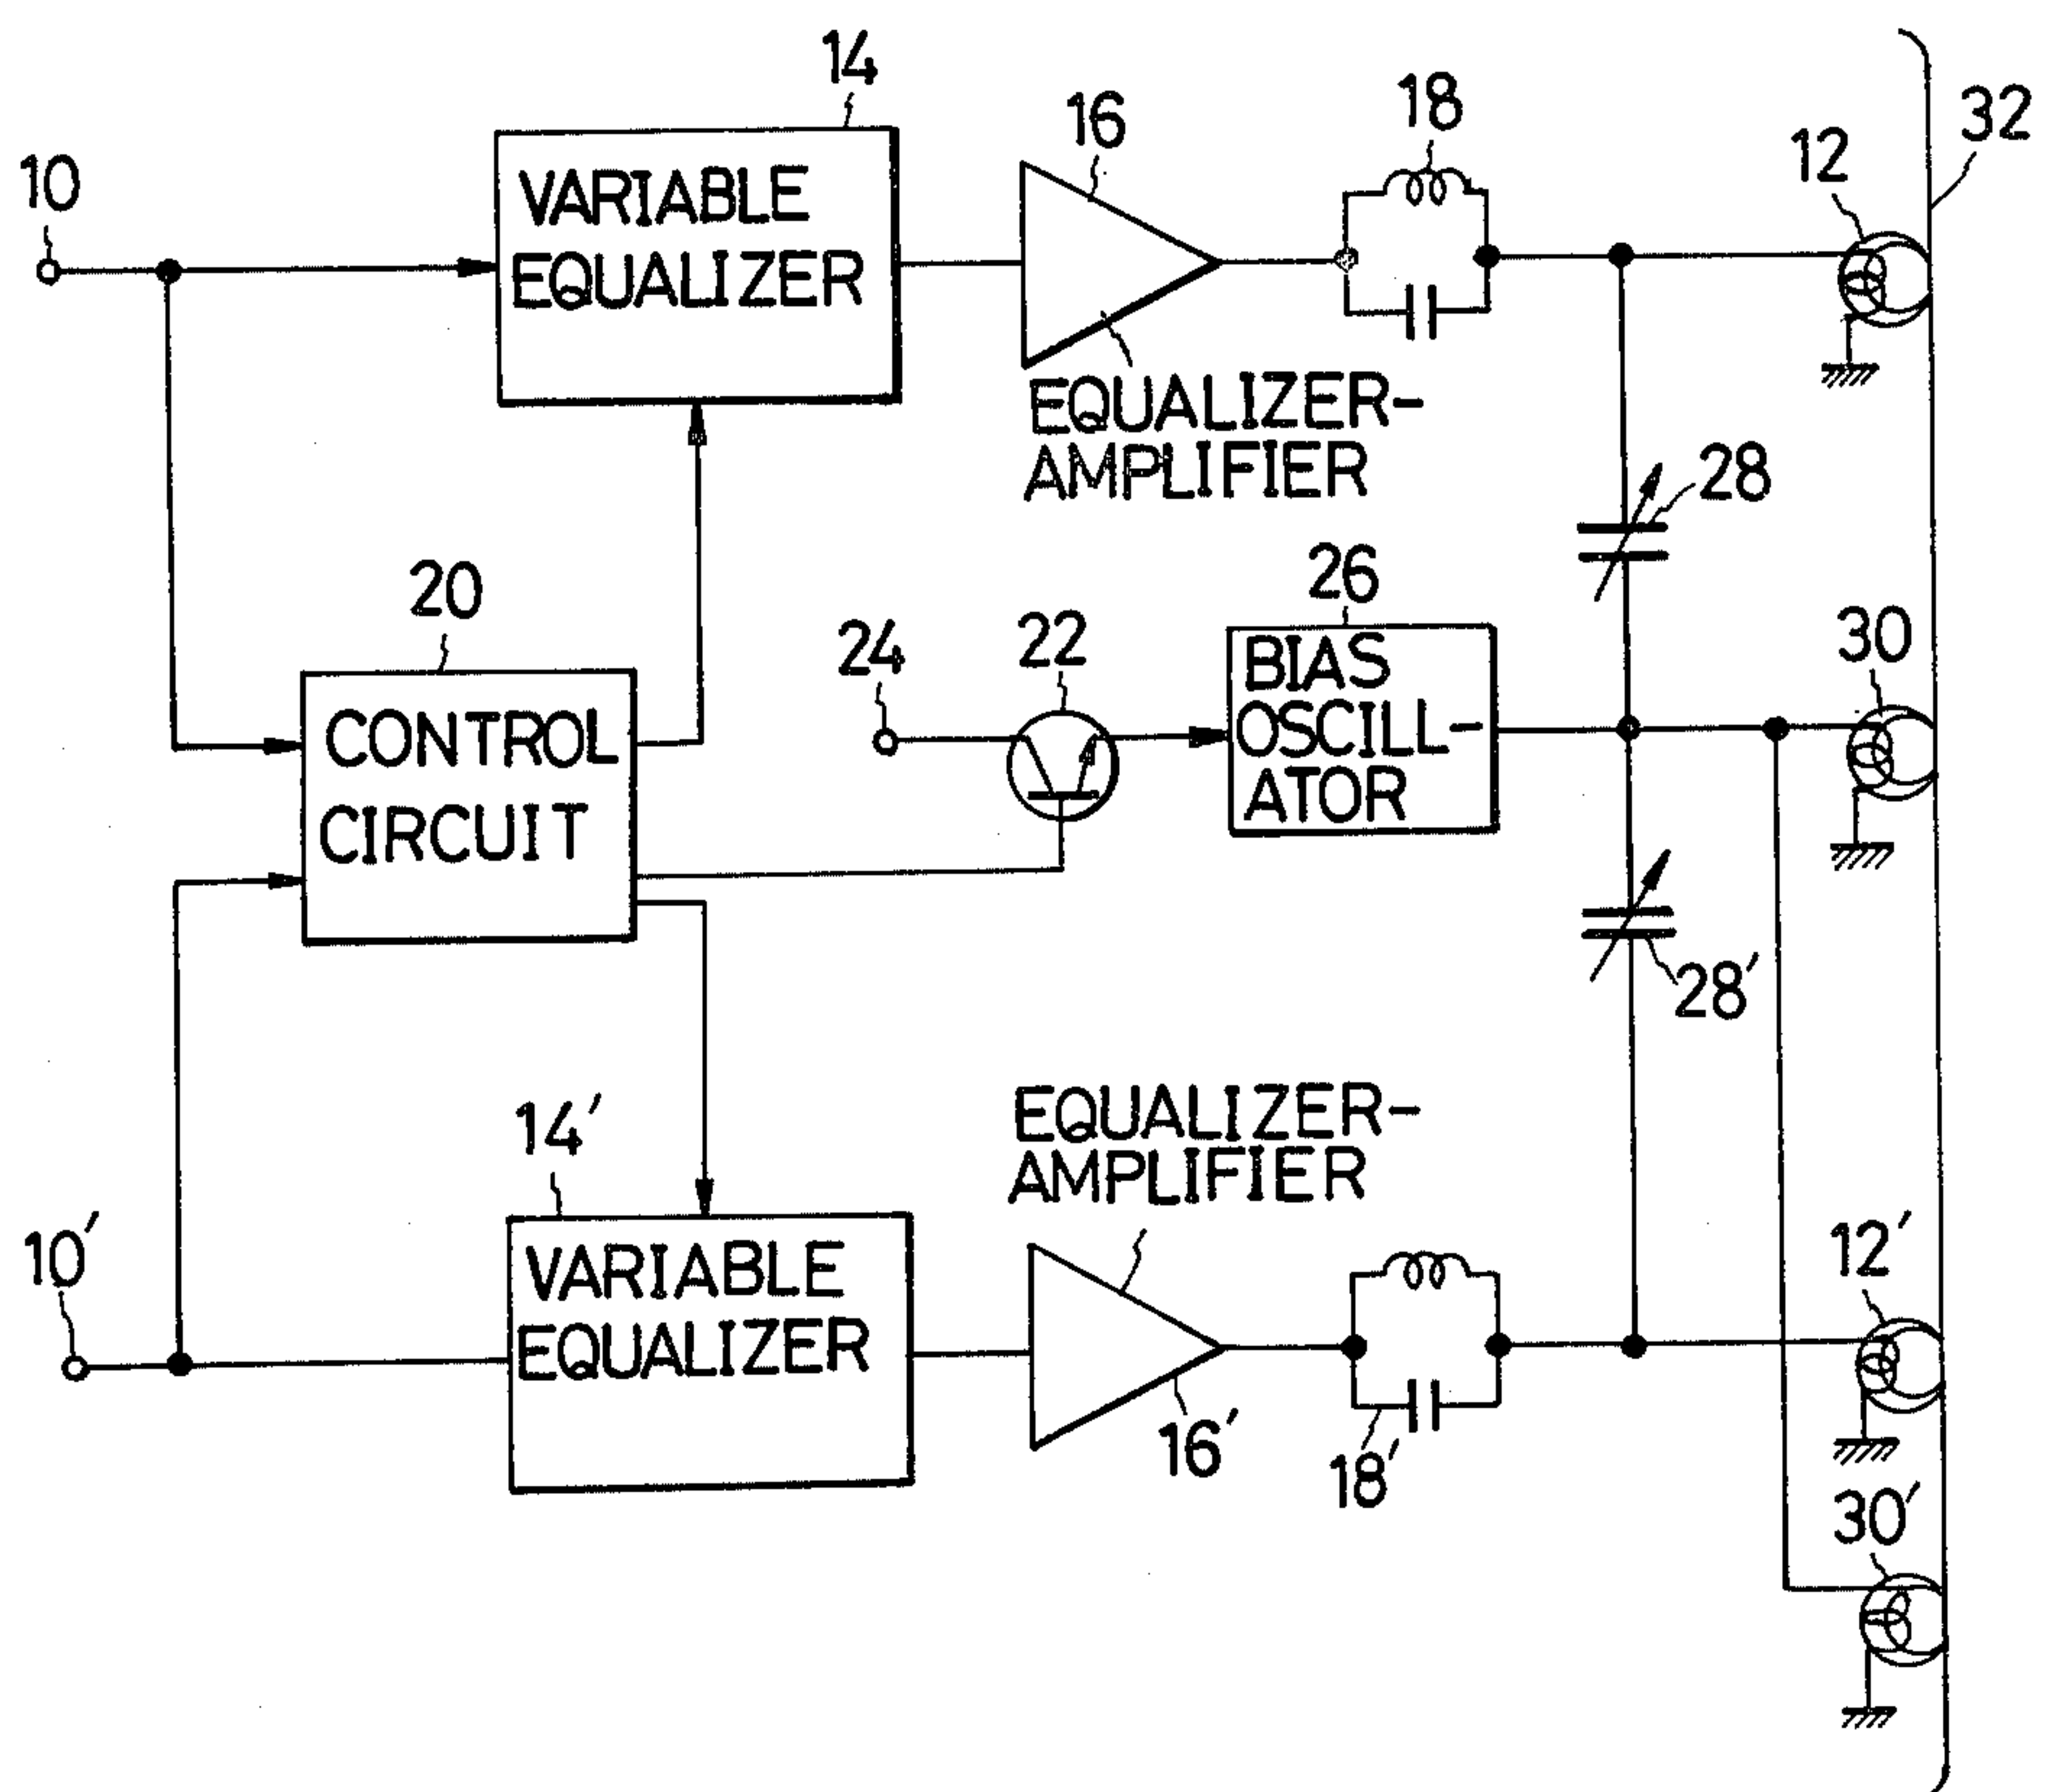 14
16
18
12
32
10
VARIABLE
EQUALIZER
EQUALIZER-
AMPLIFIER
28
20
24
22
26
30
CONTROL
CIRCUIT
BIAS
OSCILL-
ATOR
28'
14'
EQUALIZER-
AMPLIFIER
10'
VARIABLE
EQUALIZER
12'
16'
18'
30'